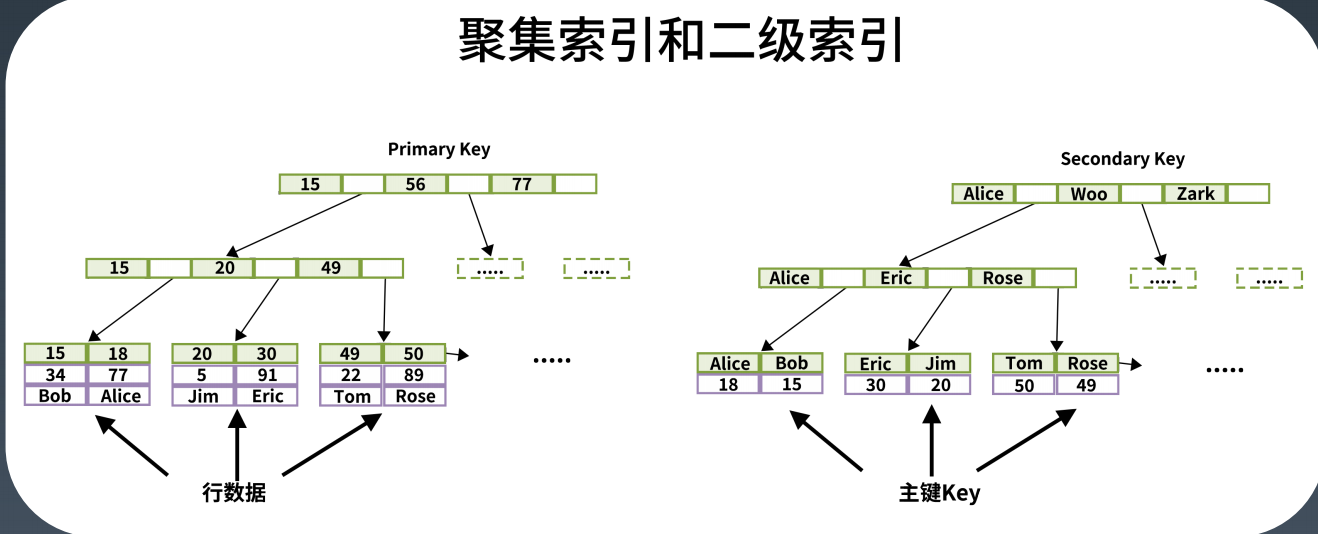 聚集索引和二级索引
Primary Key
15 56 77
15 20 49
.....
.....
15 18
34 77
Bob Alice
20 30
5 91
Jim Eric
49 50
22 89
Tom Rose
.....
行数据
Secondary Key
Alice Woo Zark
Alice Eric Rose
.....
.....
Alice Bob
18 15
Eric Jim
30 20
Tom Rose
50 49
.....
主键Key